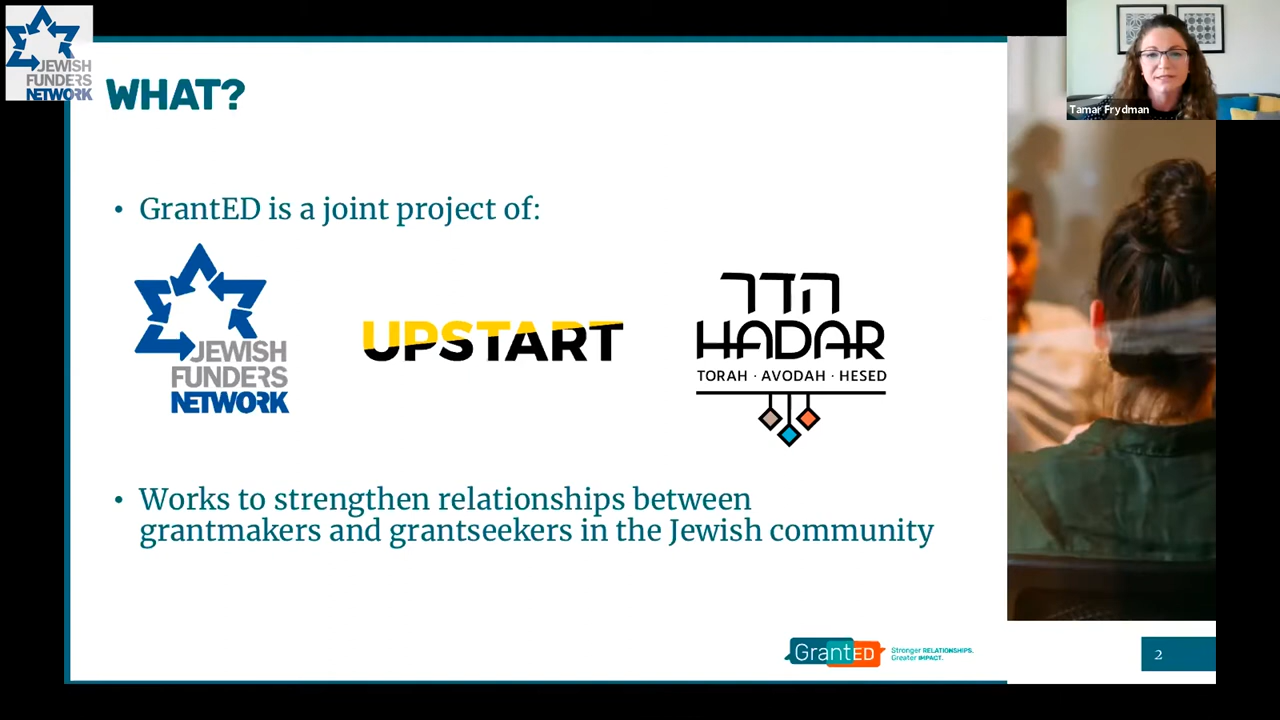 JEWISH
FUNDERS
NETWORK
WHAT?
Tamar Frydman
• GrantED is a joint project of:
JEWISH
FUNDERS
NETWORK
UPSTART
הדר
HADAR
TORAH · AVODAH · HESED
• Works to strengthen relationships between
grantmakers and grantseekers in the Jewish community
GrantED
Stronger RELATIONSHIPS.
Greater IMPACT.
2